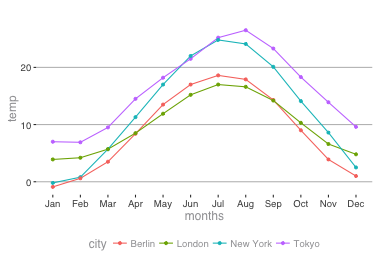 20
10
0
temp
Jan Feb Mar Apr May Jun Jul Aug Sep Oct Nov Dec
months
city Berlin London New York Tokyo